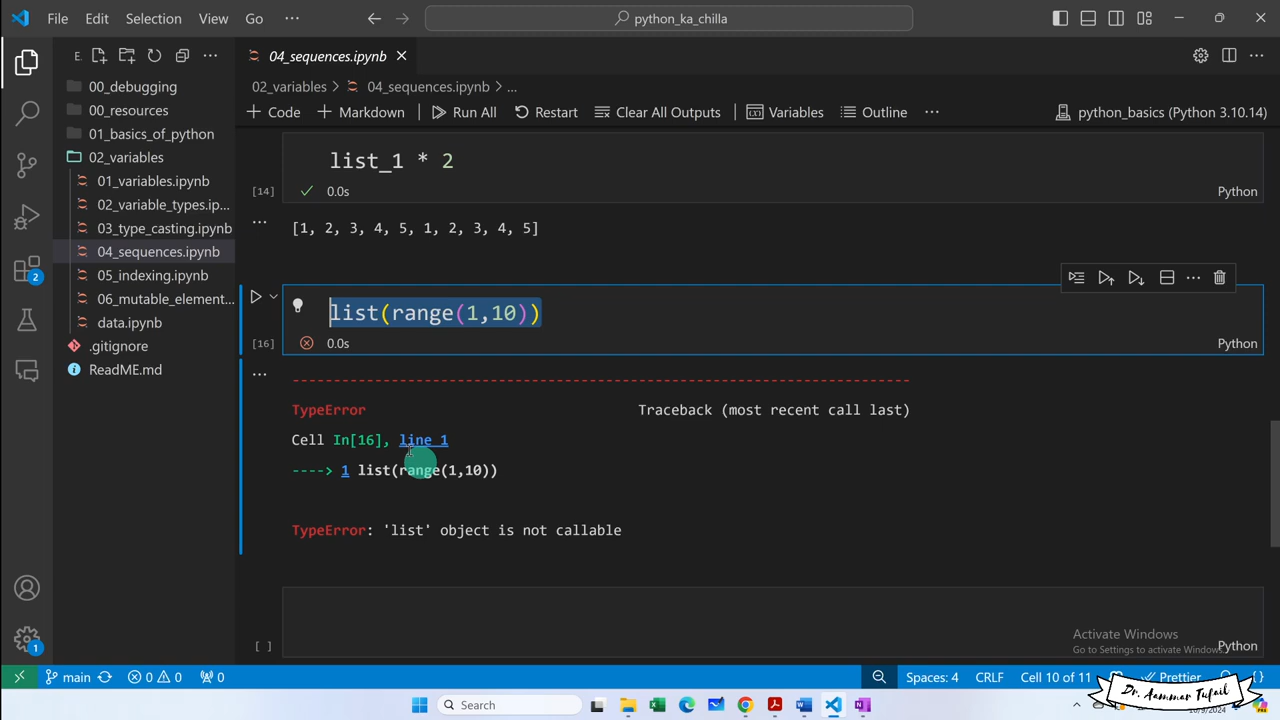 File Edit Selection View Go ··· python_ka_chilla
E. 04_sequences.ipynb
00_debugging
00_resources
01_basics_of_python
02_variables
01_variables.ipynb
02_variable_types.ip...
03_type_casting.ipynb
04_sequences.ipynb
05_indexing.ipynb
06_mutable_element...
data.ipynb
.gitignore
ReadME.md
02_variables > 04_sequences.ipynb > ...
+ Code + Markdown Run All Restart Clear All Outputs Variables Outline ··· python_basics (Python 3.10.14)
list_1 * 2
[14] 0.0s Python
[1, 2, 3, 4, 5, 1, 2, 3, 4, 5]
list(range(1,10))
[16] 0.0s Python
---------------------------------------------------------------------------
TypeError Traceback (most recent call last)
Cell In[16], line 1
----> 1 list(range(1,10))
TypeError: 'list' object is not callable
[ ] Python
Activate Windows
Go to Settings to activate Windows.
2
1
main 0 0 0 Spaces: 4 CRLF Cell 10 of 11 Prettier
Dr. Aammar Tufail
Search